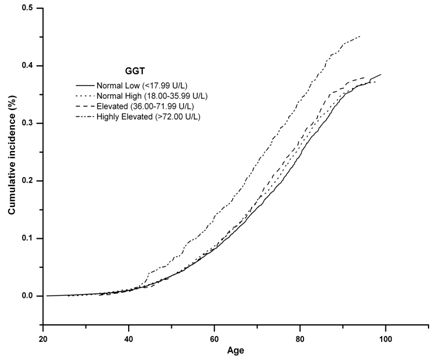 0.5
0.4
0.3
0.2
0.1
0.0
Cumulative incidence (%)
GGT
Normal Low (<17.99 U/L)
Normal High (18.00-35.99 U/L)
Elevated (36.00-71.99 U/L)
Highly Elevated (>72.00 U/L)
20 40 60 80 100
Age